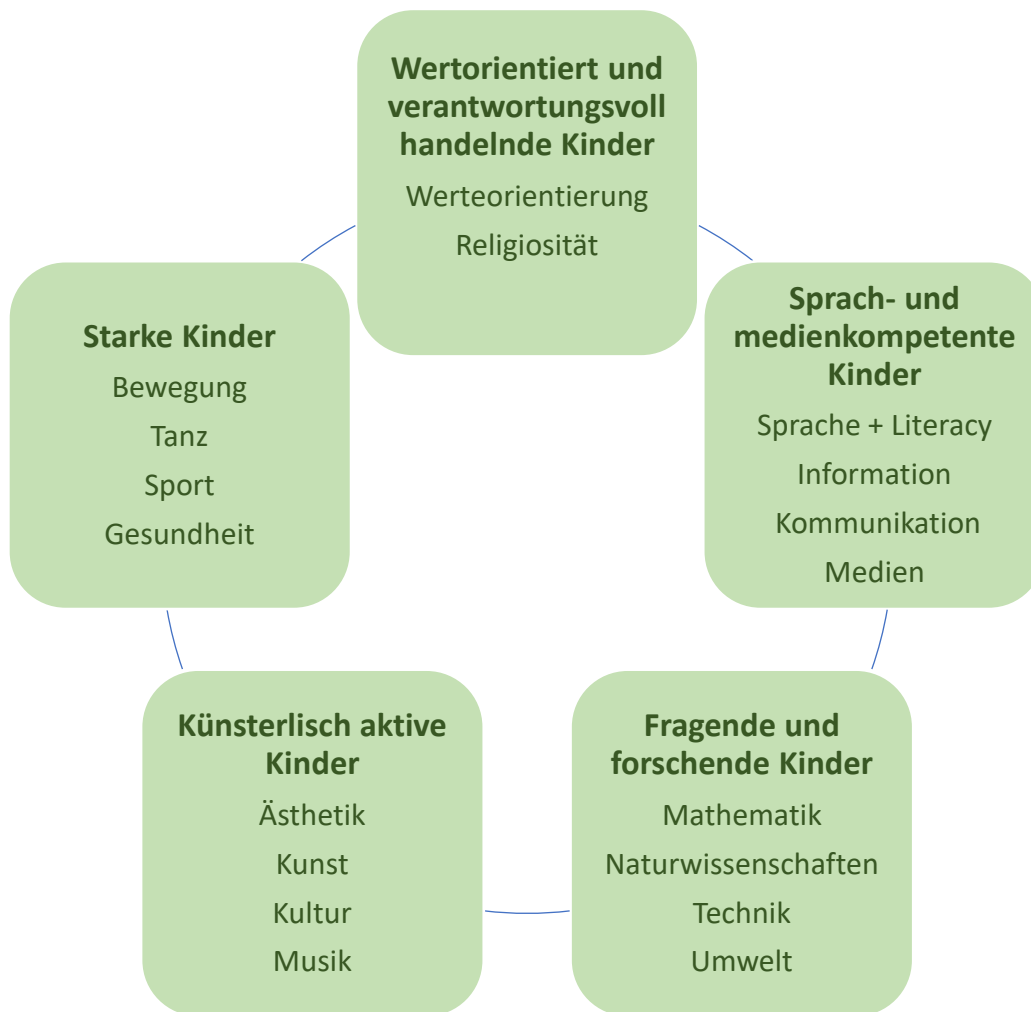 Wertorientiert und
verantwortungsvoll
handelnde Kinder
Werteorientierung
Religiosität
Sprach- und
medienkompetente
Kinder
Sprache + Literacy
Information
Kommunikation
Medien
Fragende und
forschende Kinder
Mathematik
Naturwissenschaften
Technik
Umwelt
Künsterlisch aktive
Kinder
Ästhetik
Kunst
Kultur
Musik
Starke Kinder
Bewegung
Tanz
Sport
Gesundheit